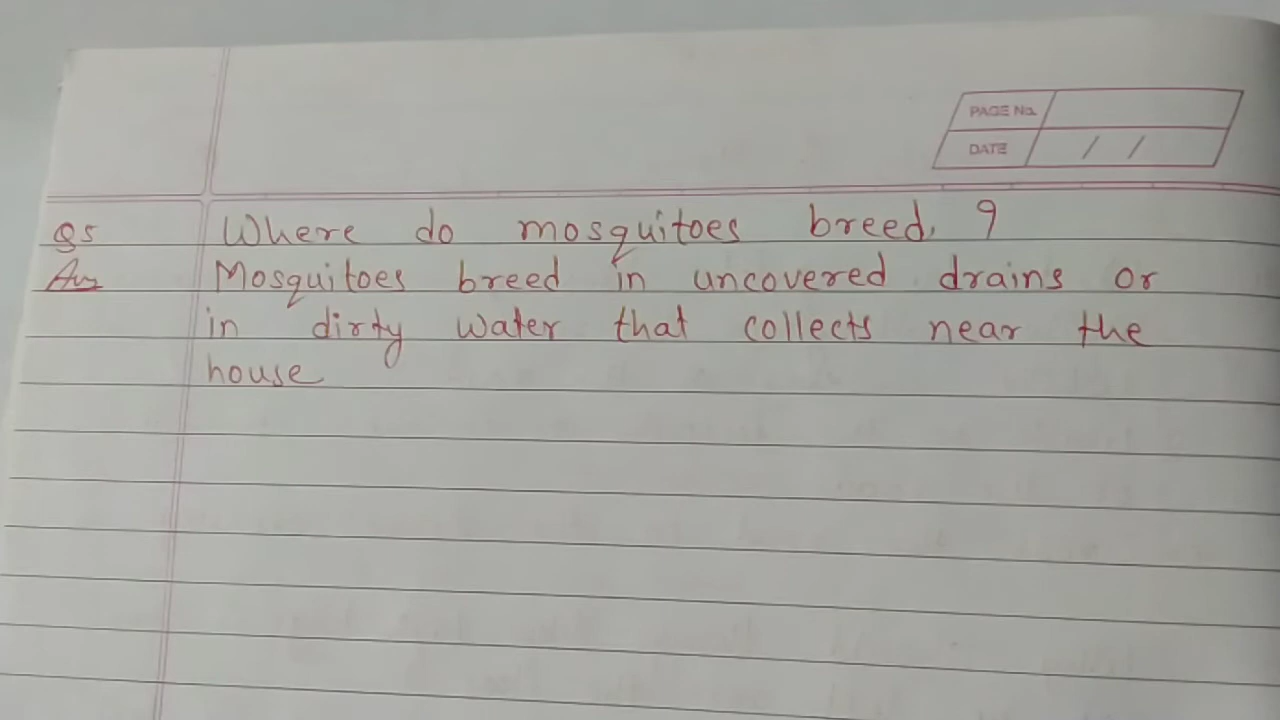 PAGE No.
DATE / /
Q5 Where do mosquitoes breed, ?
Ans Mosquitoes breed in uncovered drains or
in dirty water that collects near the
house